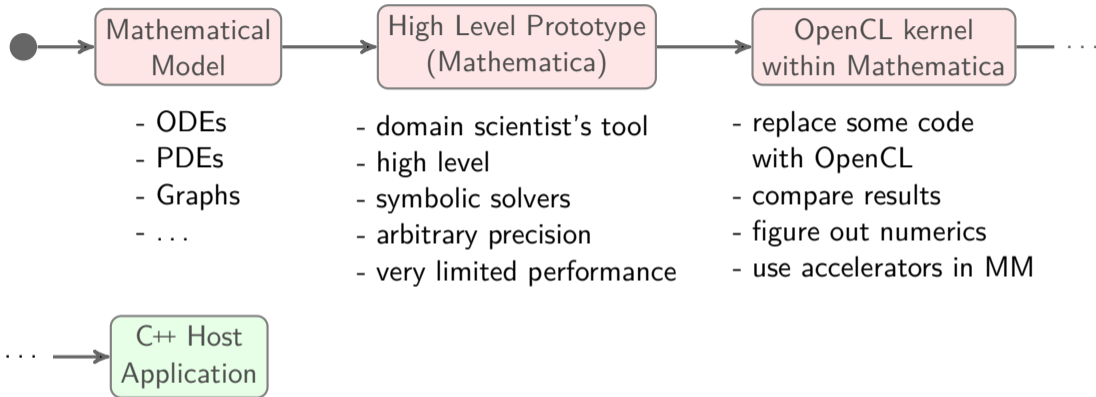 Mathematical
Model
High Level Prototype
(Mathematica)
OpenCL kernel
within Mathematica
...
- ODEs
- PDEs
- Graphs
- ...
- domain scientist's tool
- high level
- symbolic solvers
- arbitrary precision
- very limited performance
- replace some code
with OpenCL
- compare results
- figure out numerics
- use accelerators in MM
...
C++ Host
Application